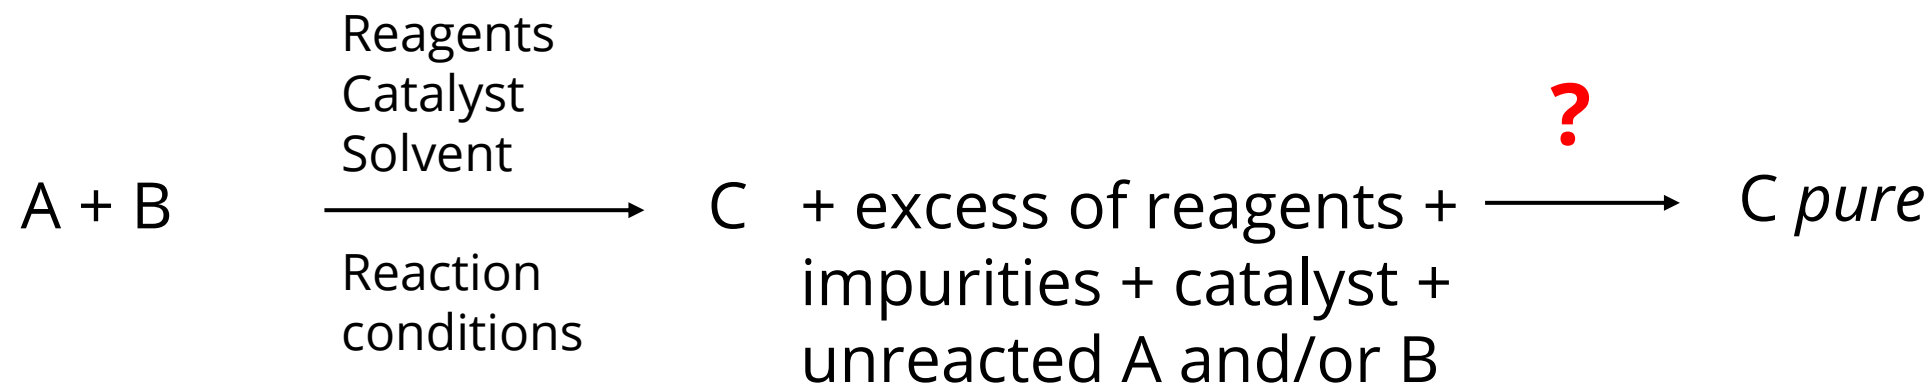 Reagents
Catalyst
Solvent
?
A + B
C + excess of reagents +
C pure
Reaction
conditions
impurities + catalyst +
unreacted A and/or B